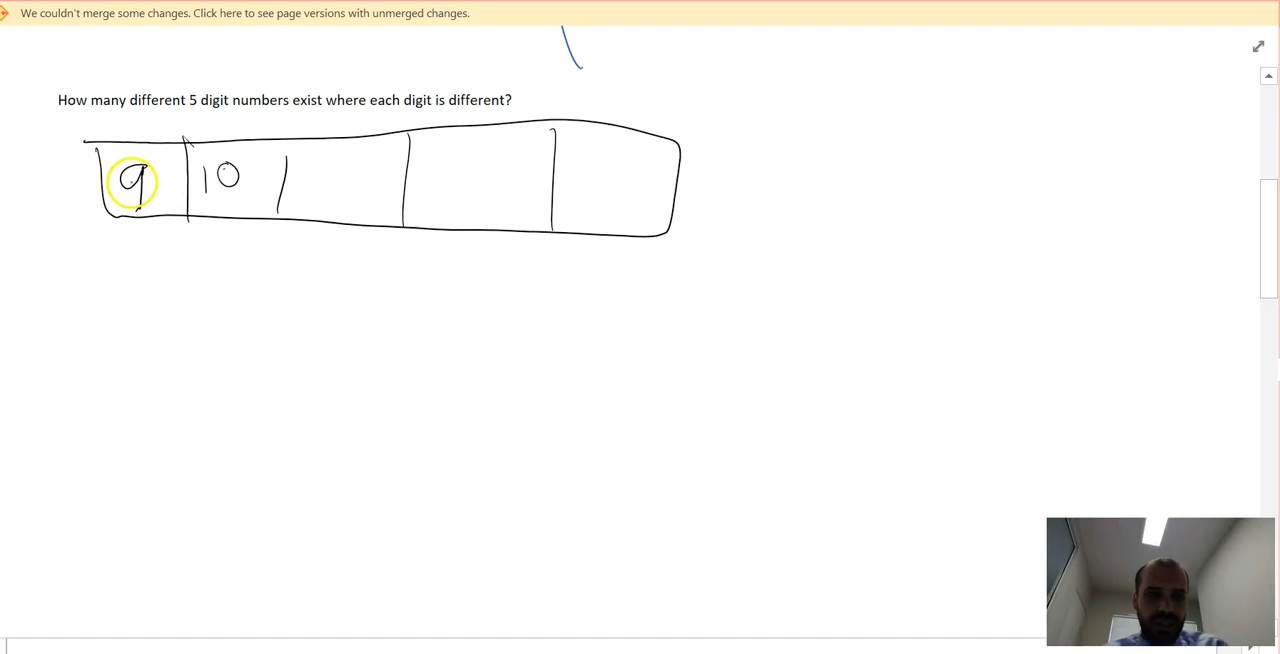 We couldn't merge some changes. Click here to see page versions with unmerged changes.
How many different 5 digit numbers exist where each digit is different?
9 10